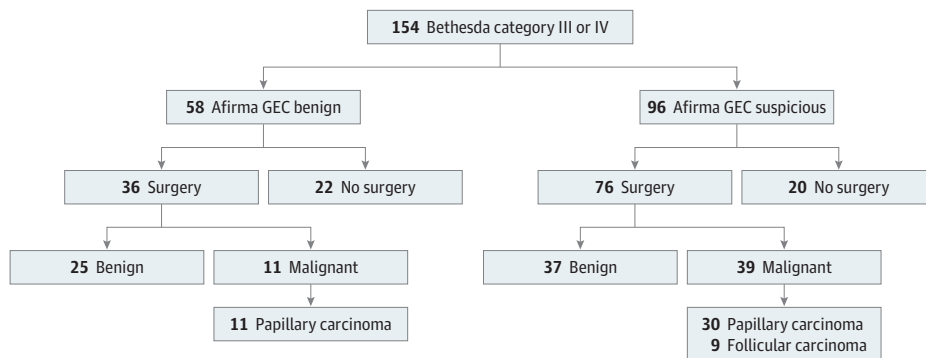 154 Bethesda category III or IV
58 Afirma GEC benign
96 Afirma GEC suspicious
36 Surgery
22 No surgery
76 Surgery
20 No surgery
25 Benign
11 Malignant
37 Benign
39 Malignant
11 Papillary carcinoma
30 Papillary carcinoma
9 Follicular carcinoma